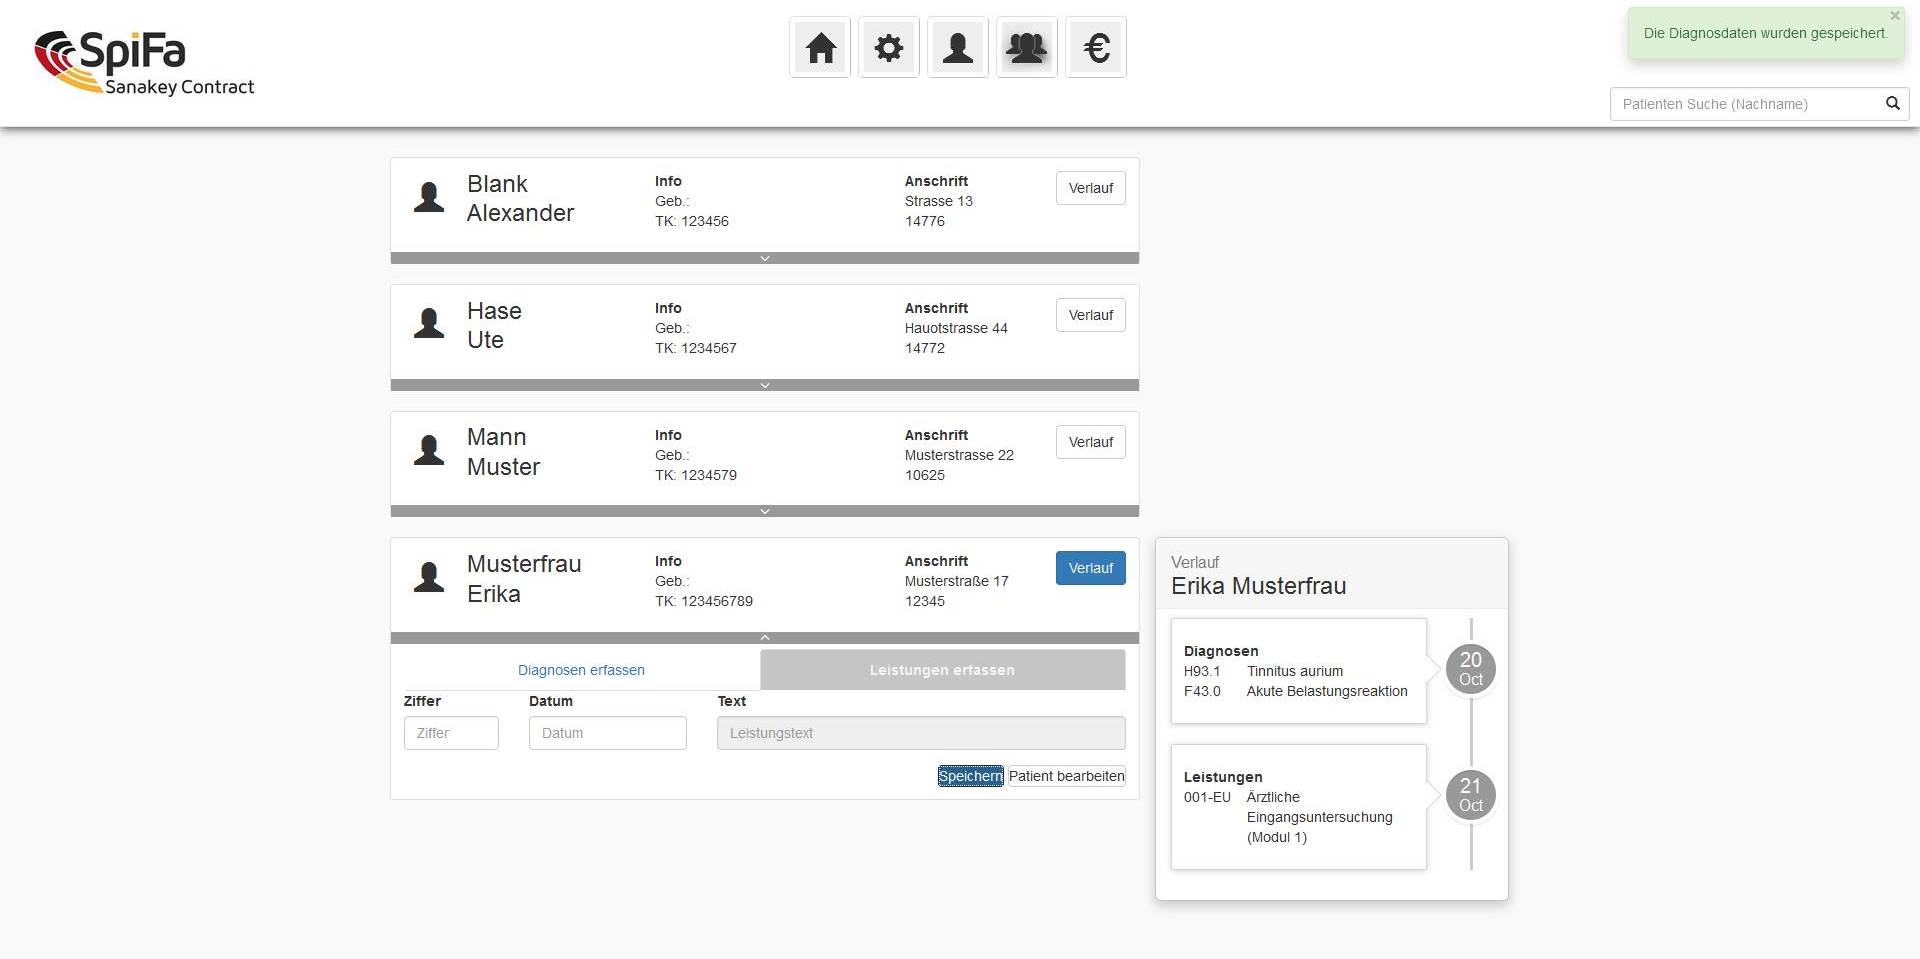 SpiFa
Sanakey Contract
€
Die Diagnosdaten wurden gespeichert.
×
Patienten Suche (Nachname)
Blank
Alexander
Info
Geb.:
TK: 123456
Anschrift
Strasse 13
14776
Verlauf
Hase
Ute
Info
Geb.:
TK: 1234567
Anschrift
Hauotstrasse 44
14772
Verlauf
Mann
Muster
Info
Geb.:
TK: 1234579
Anschrift
Musterstrasse 22
10625
Verlauf
Musterfrau
Erika
Info
Geb.:
TK: 123456789
Anschrift
Musterstraße 17
12345
Verlauf
Diagnosen erfassen
Leistungen erfassen
Ziffer
Datum
Text
Ziffer
Datum
Leistungstext
Speichern
Patient bearbeiten
Verlauf
Erika Musterfrau
Diagnosen
H93.1 Tinnitus aurium
F43.0 Akute Belastungsreaktion
20
Oct
Leistungen
001-EU Ärztliche
Eingangsuntersuchung
(Modul 1)
21
Oct